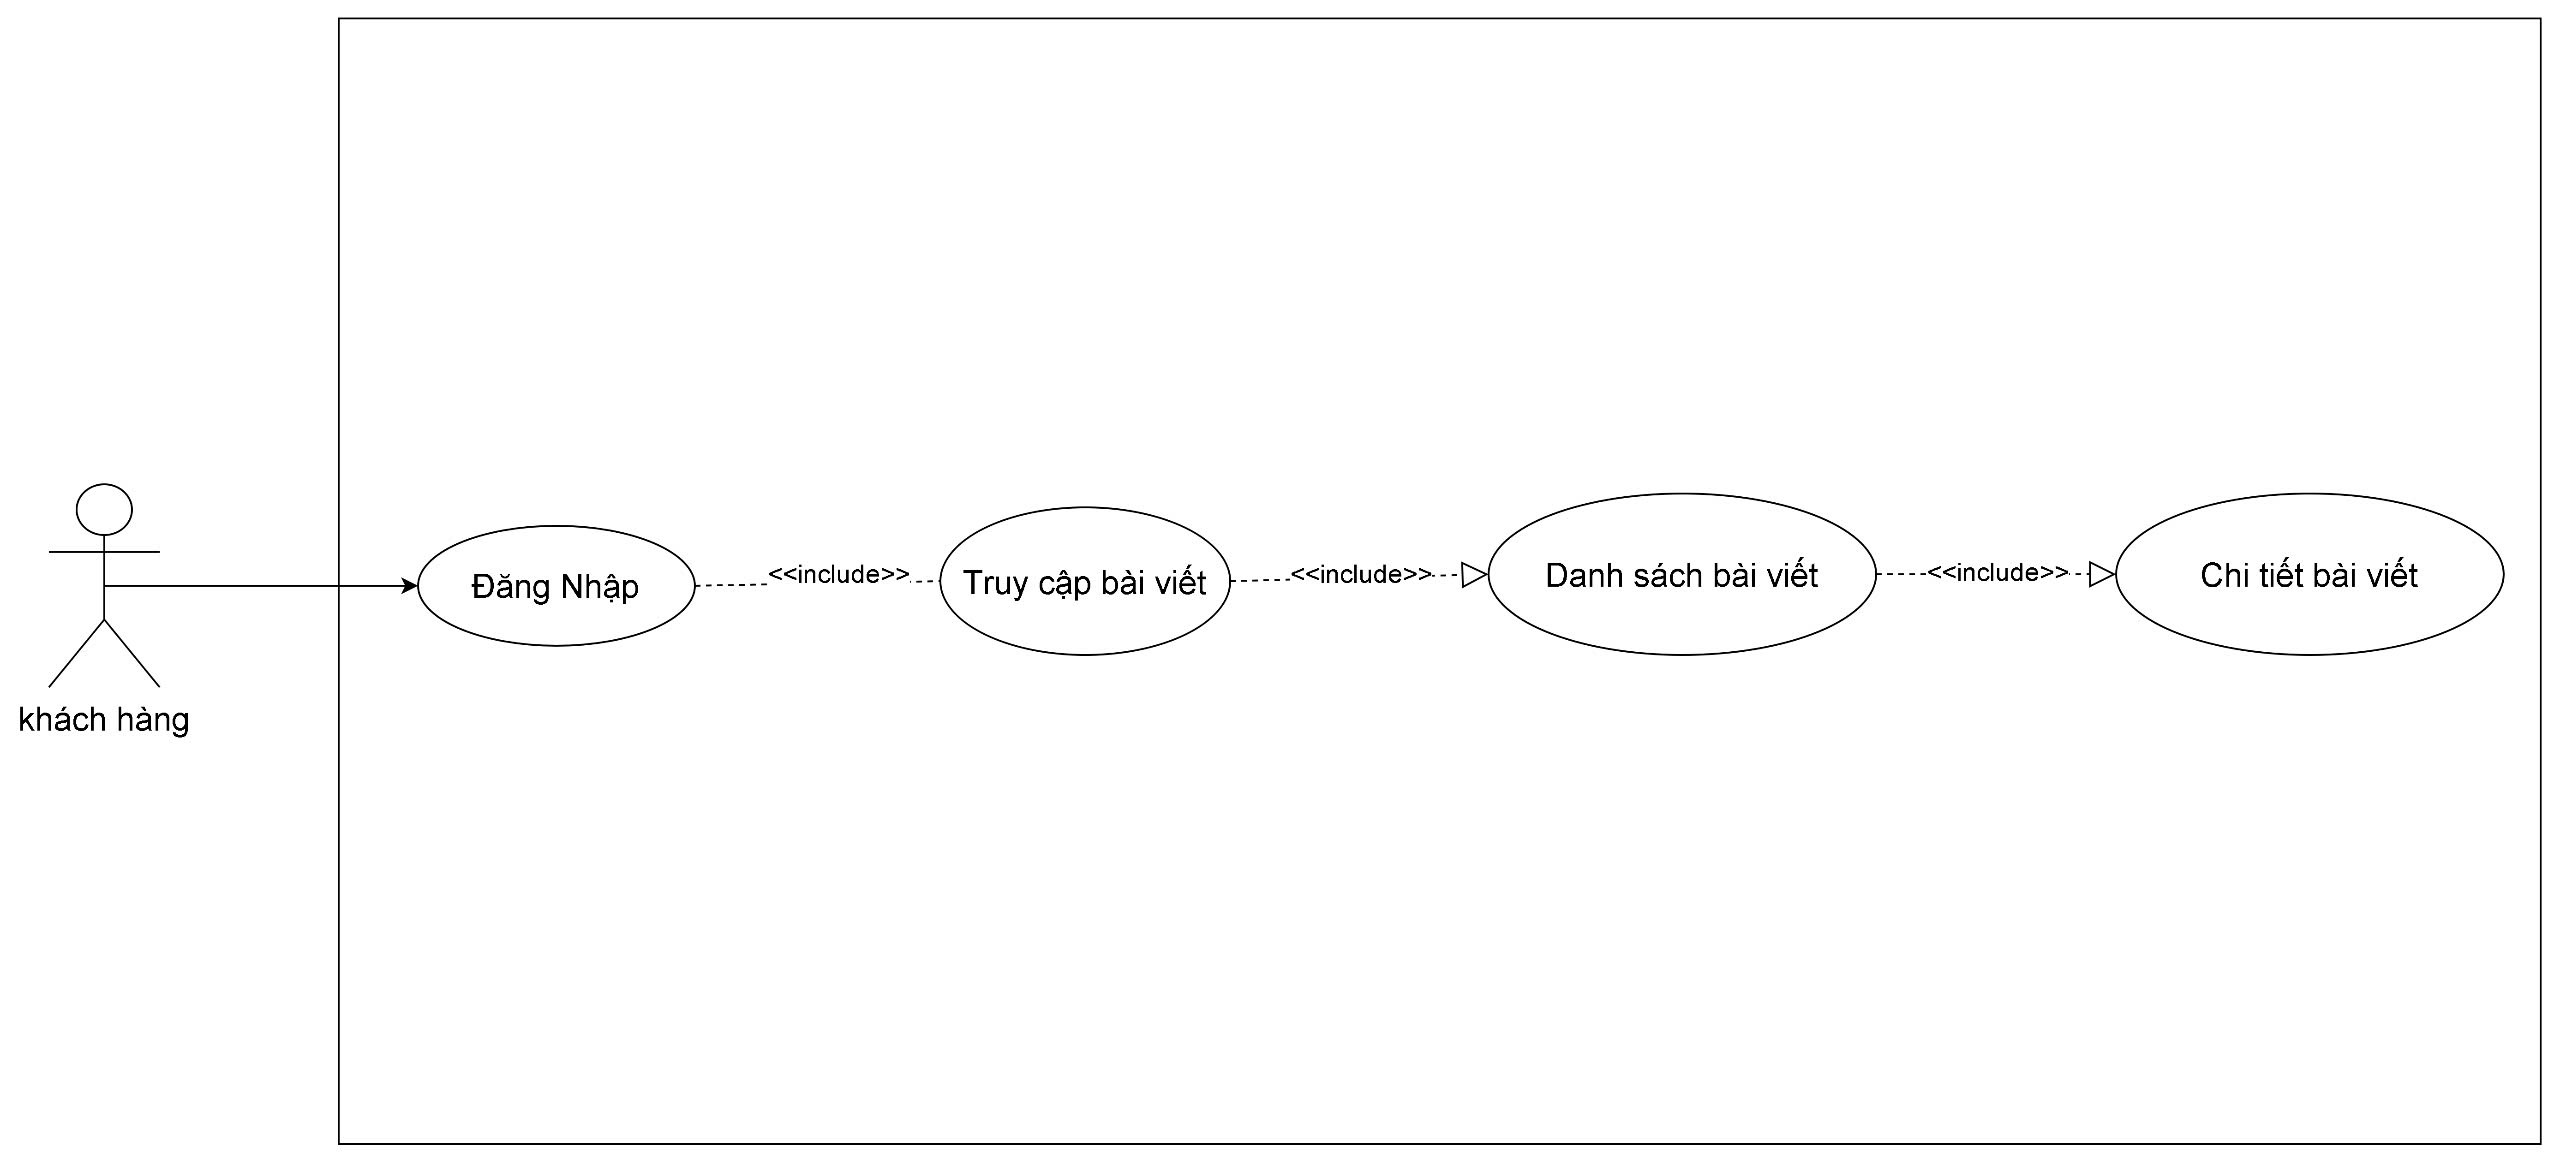 khách hàng
Đăng Nhập
<<include>>
Truy cập bài viết
<<include>>
Danh sách bài viết
<<include>>
Chi tiết bài viết